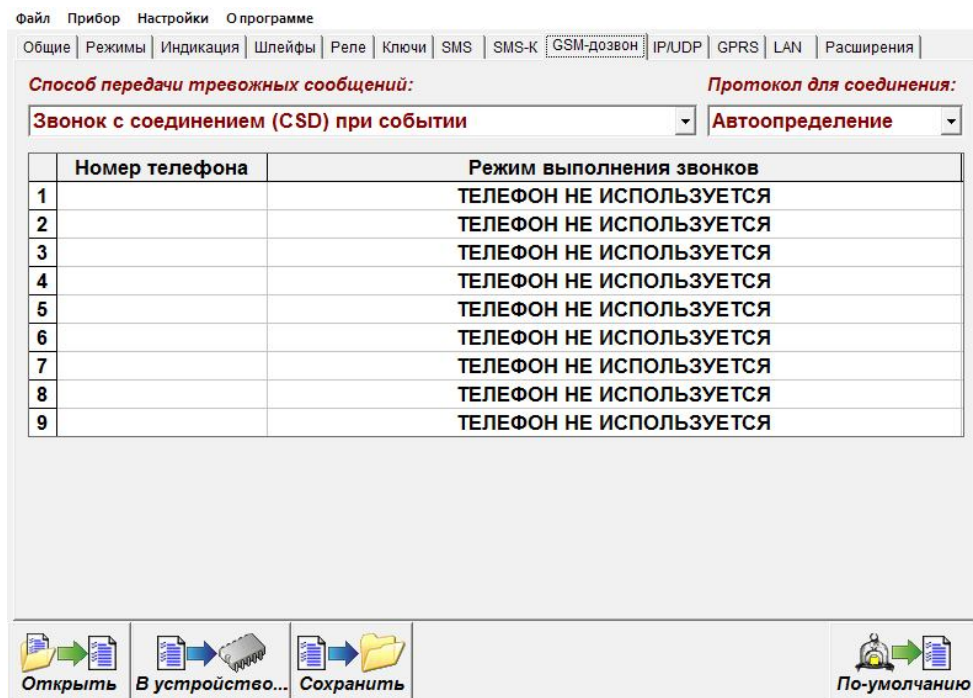 Файл Прибор Настройки О программе
Общие Режимы Индикация Шлейфы Реле Ключи SMS SMS-К GSM-дозвон IP/UDP GPRS LAN Расширения
Способ передачи тревожных сообщений: Протокол для соединения:
Звонок с соединением (CSD) при событии Автоопределение
Номер телефона Режим выполнения звонков
1 ТЕЛЕФОН НЕ ИСПОЛЬЗУЕТСЯ
2 ТЕЛЕФОН НЕ ИСПОЛЬЗУЕТСЯ
3 ТЕЛЕФОН НЕ ИСПОЛЬЗУЕТСЯ
4 ТЕЛЕФОН НЕ ИСПОЛЬЗУЕТСЯ
5 ТЕЛЕФОН НЕ ИСПОЛЬЗУЕТСЯ
6 ТЕЛЕФОН НЕ ИСПОЛЬЗУЕТСЯ
7 ТЕЛЕФОН НЕ ИСПОЛЬЗУЕТСЯ
8 ТЕЛЕФОН НЕ ИСПОЛЬЗУЕТСЯ
9 ТЕЛЕФОН НЕ ИСПОЛЬЗУЕТСЯ
Открыть В устройство... Сохранить По-умолчанию